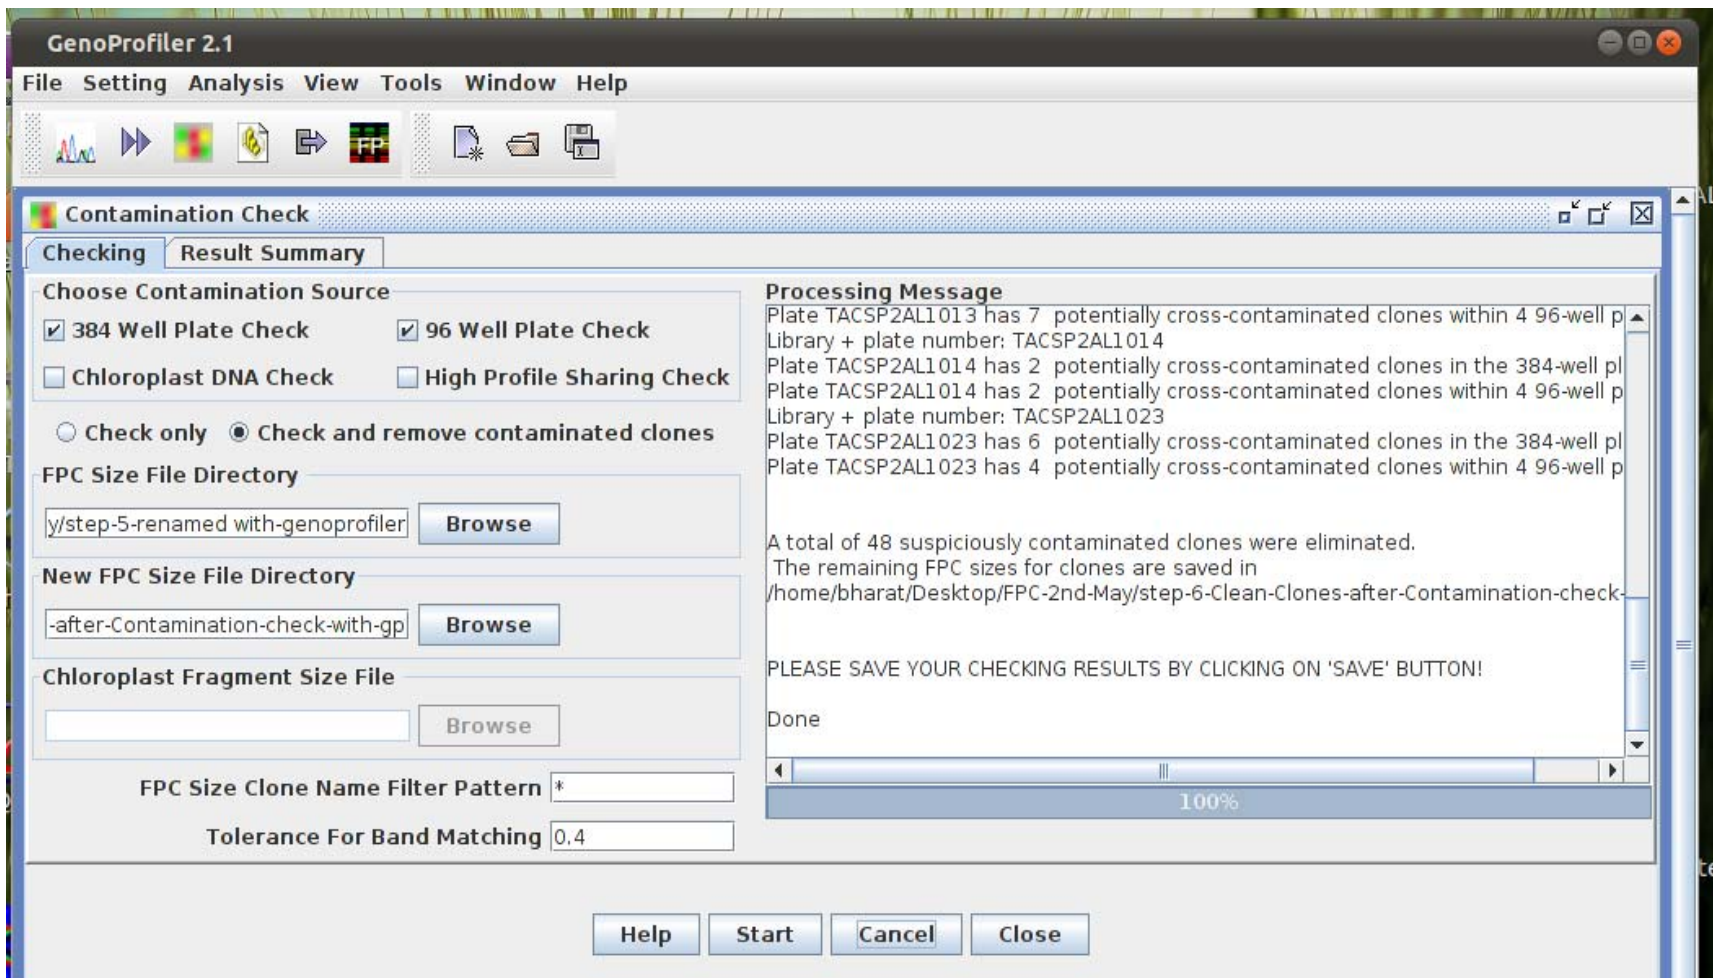 GenoProfiler 2.1
File Setting Analysis View Tools Window Help
FP
Contamination Check
Checking Result Summary
Choose Contamination Source
384 Well Plate Check 96 Well Plate Check
Chloroplast DNA Check High Profile Sharing Check
Check only Check and remove contaminated clones
FPC Size File Directory
y/step-5-renamed with-genoprofiler Browse
New FPC Size File Directory
-after-Contamination-check-with-gp Browse
Chloroplast Fragment Size File
Browse
FPC Size Clone Name Filter Pattern *
Tolerance For Band Matching 0.4
Processing Message
Plate TACSP2AL1013 has 7 potentially cross-contaminated clones within 4 96-well p
Library + plate number: TACSP2AL1014
Plate TACSP2AL1014 has 2 potentially cross-contaminated clones in the 384-well pl
Plate TACSP2AL1014 has 2 potentially cross-contaminated clones within 4 96-well p
Library + plate number: TACSP2AL1023
Plate TACSP2AL1023 has 6 potentially cross-contaminated clones in the 384-well pl
Plate TACSP2AL1023 has 4 potentially cross-contaminated clones within 4 96-well p
A total of 48 suspiciously contaminated clones were eliminated.
The remaining FPC sizes for clones are saved in
/home/bharat/Desktop/FPC-2nd-May/step-6-Clean-Clones-after-Contamination-check-
PLEASE SAVE YOUR CHECKING RESULTS BY CLICKING ON 'SAVE' BUTTON!
Done
100%
Help Start Cancel Close